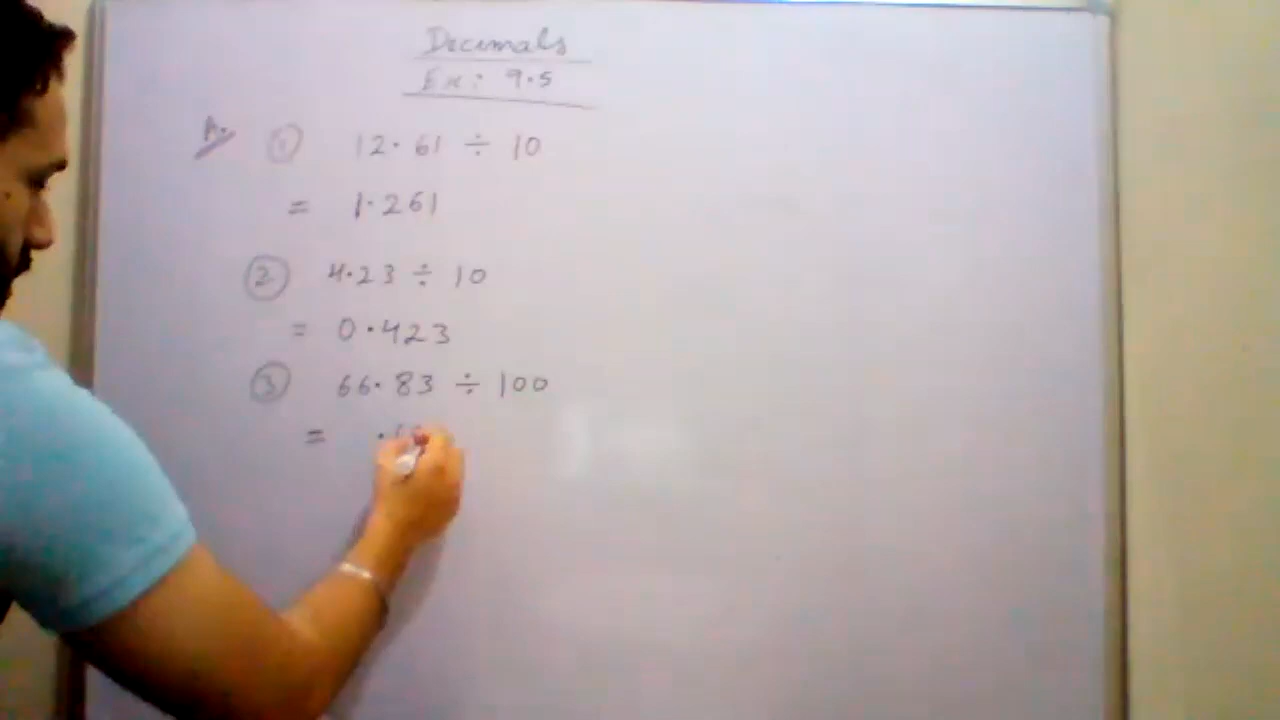 Decimals
Ex: 9.5
A. ① 12.61 ÷ 10
= 1.261
② 4.23 ÷ 10
= 0.423
③ 66.83 ÷ 100
= .